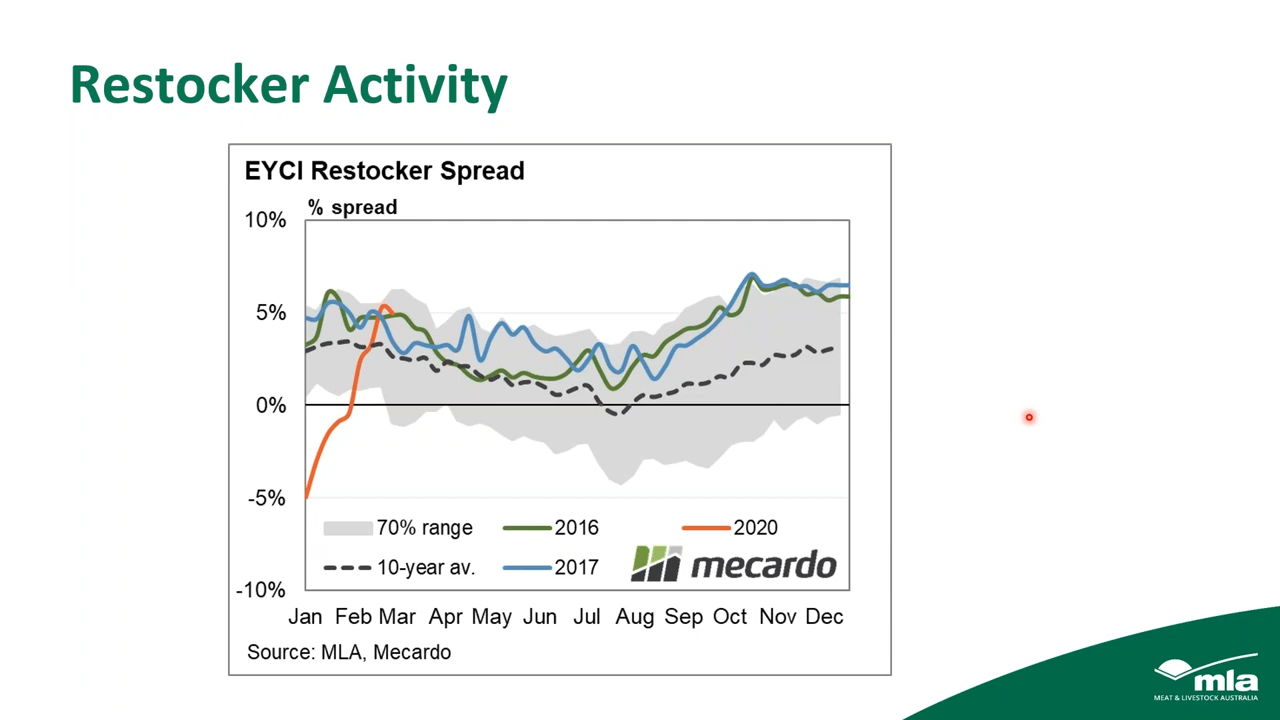 Restocker Activity
EYCI Restocker Spread
% spread
10%
5%
0%
-5%
-10%
70% range
2016
2020
10-year av.
2017
mecardo
Jan Feb Mar Apr May Jun Jul Aug Sep Oct Nov Dec
Source: MLA, Mecardo
mla
MEAT & LIVESTOCK AUSTRALIA